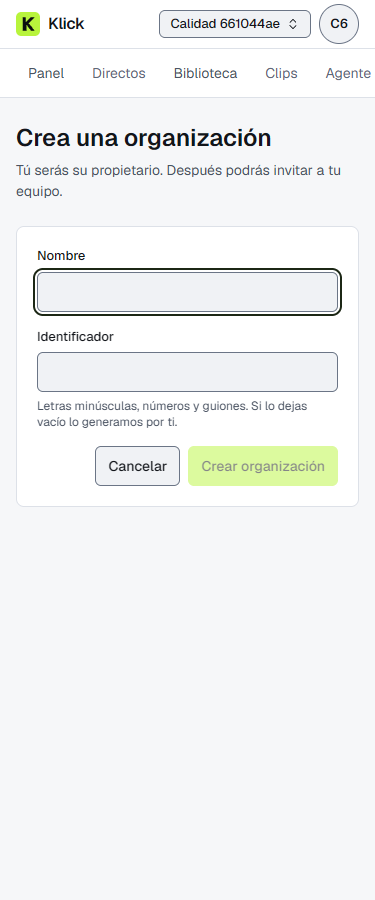 Klick
Calidad 661044ae
C6
Panel Directos Biblioteca Clips Agente
Crea una organización
Tú serás su propietario. Después podrás invitar a tu
equipo.
Nombre
Identificador
Letras minúsculas, números y guiones. Si lo dejas
vacío lo generamos por ti.
Cancelar
Crear organización